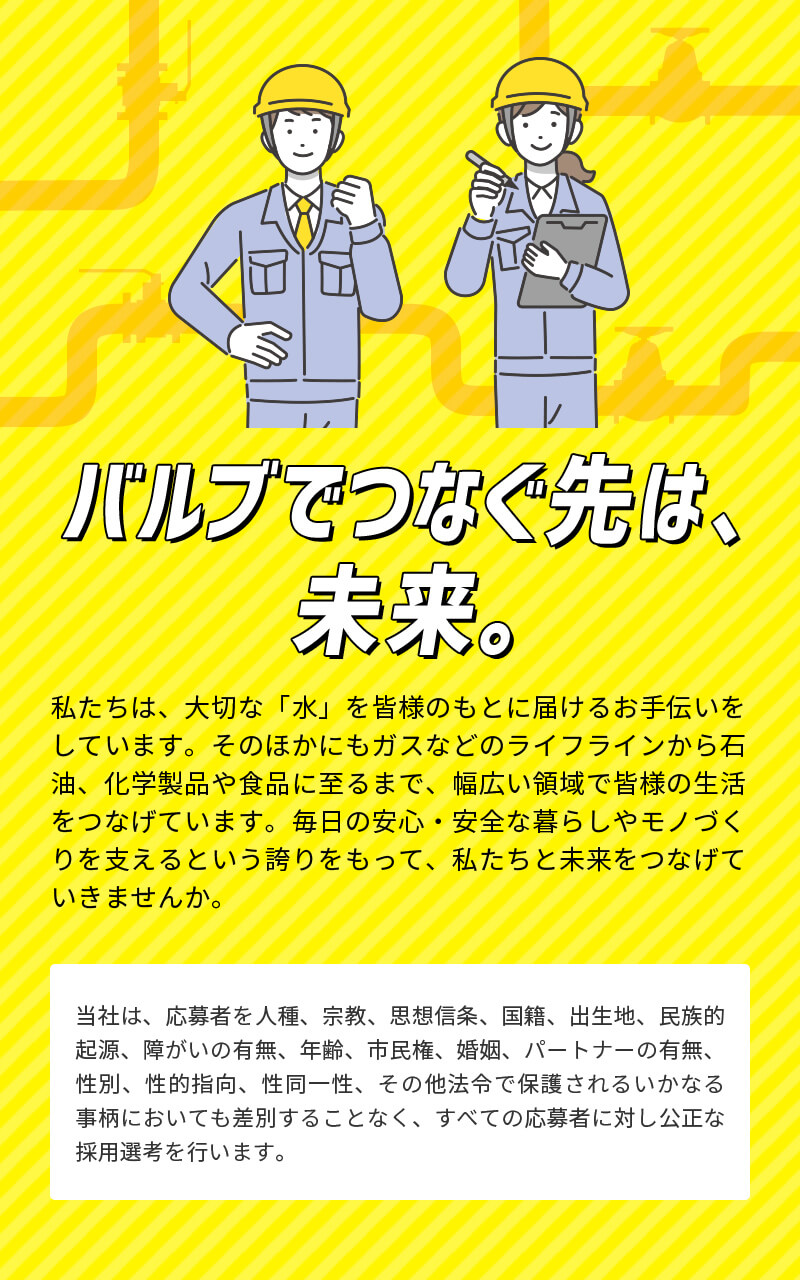 バルブでつなぐ先は、
未来。
私たちは、大切な「水」を皆様のもとに届けるお手伝いを
しています。そのほかにもガスなどのライフラインから石
油、化学製品や食品に至るまで、幅広い領域で皆様の生活
をつなげています。毎日の安心・安全な暮らしやモノづく
りを支えるという誇りをもって、私たちと未来をつなげて
いきませんか。
当社は、応募者を人種、宗教、思想信条、国籍、出生地、民族的
起源、障がいの有無、年齢、市民権、婚姻、パートナーの有無、
性別、性的指向、性同一性、その他法令で保護されるいかなる
事柄においても差別することなく、すべての応募者に対し公正な
採用選考を行います。